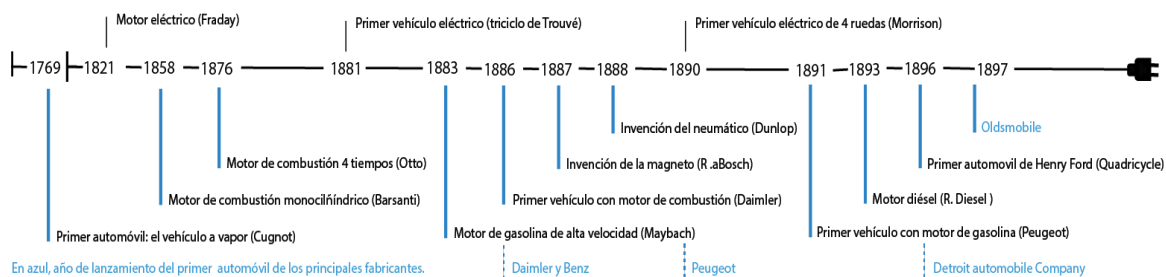 Motor eléctrico (Fraday)
Primer vehículo eléctrico (triciclo de Trouvé)
Primer vehículo eléctrico de 4 ruedas (Morrison)
1769 1821 1858 1876 1881 1883 1886 1887 1888 1890 1891 1893 1896 1897
Invención del neumático (Dunlop)
Oldsmobile
Motor de combustión 4 tiempos (Otto)
Invención de la magneto (R .aBosch)
Primer automovil de Henry Ford (Quadricycle)
Motor de combustión monocilñíndrico (Barsanti)
Primer vehículo con motor de combustión (Daimler)
Motor diésel (R. Diesel )
Primer automóvil: el vehículo a vapor (Cugnot)
Motor de gasolina de alta velocidad (Maybach)
Primer vehículo con motor de gasolina (Peugeot)
En azul, año de lanzamiento del primer automóvil de los principales fabricantes.
Daimler y Benz
Peugeot
Detroit automobile Company